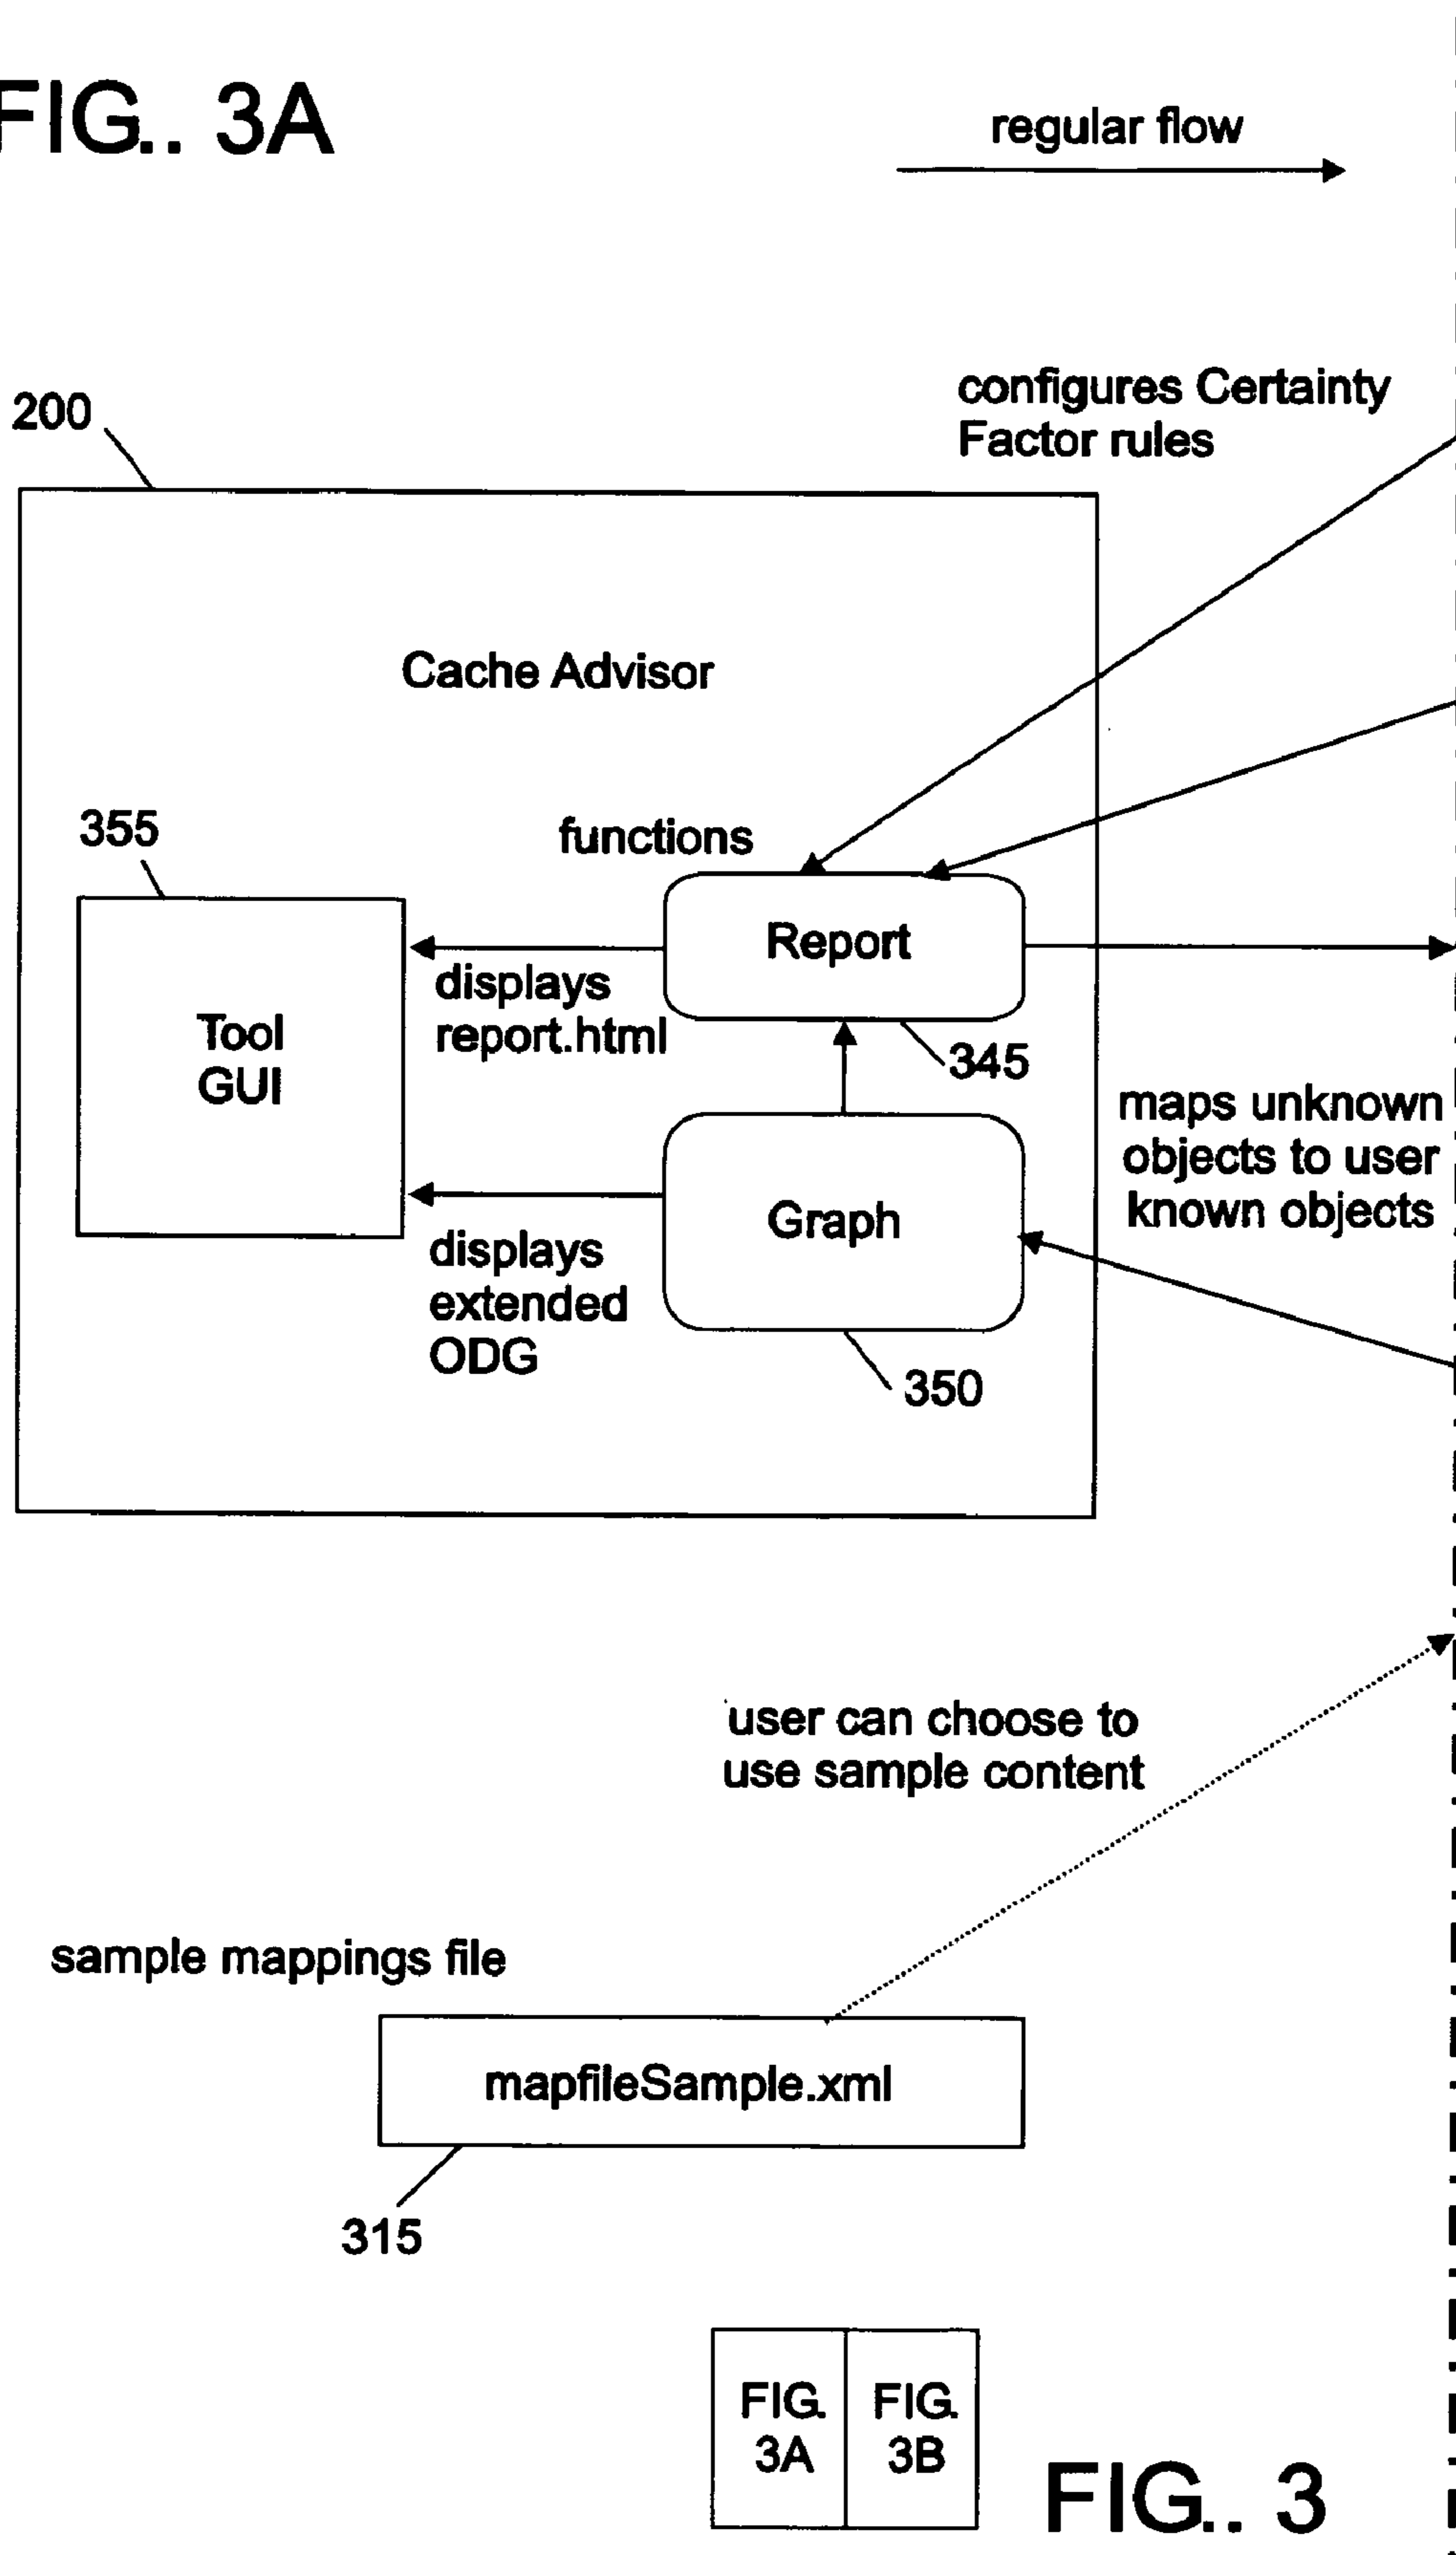 FIG.. 3A
regular flow
configures Certainty
Factor rules
200
Cache Advisor
355
functions
Report
displays
report.html
Tool
GUI
345
maps unknown
objects to user
known objects
Graph
displays
extended
ODG
350
user can choose to
use sample content
sample mappings file
mapfileSample.xml
315
FIG.
3A
FIG.
3B
FIG.. 3